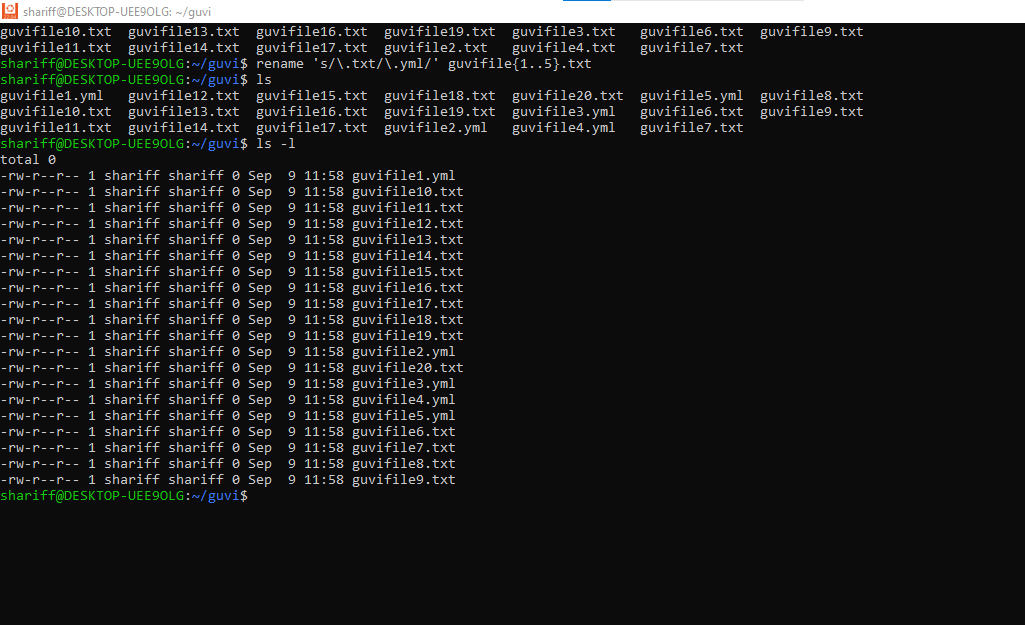 shariff@DESKTOP-UEE9OLG: ~/guvi
guvifile10.txt  guvifile13.txt  guvifile16.txt  guvifile19.txt  guvifile3.txt   guvifile6.txt  guvifile9.txt
guvifile11.txt  guvifile14.txt  guvifile17.txt  guvifile2.txt   guvifile4.txt   guvifile7.txt
shariff@DESKTOP-UEE9OLG:~/guvi$ rename 's/\.txt/\.yml/' guvifile{1..5}.txt
shariff@DESKTOP-UEE9OLG:~/guvi$ ls
guvifile1.yml   guvifile12.txt  guvifile15.txt  guvifile18.txt  guvifile20.txt  guvifile5.yml  guvifile8.txt
guvifile10.txt  guvifile13.txt  guvifile16.txt  guvifile19.txt  guvifile3.yml   guvifile6.txt  guvifile9.txt
guvifile11.txt  guvifile14.txt  guvifile17.txt  guvifile2.yml   guvifile4.yml   guvifile7.txt
shariff@DESKTOP-UEE9OLG:~/guvi$ ls -l
total 0
-rw-r--r-- 1 shariff shariff 0 Sep  9 11:58 guvifile1.yml
-rw-r--r-- 1 shariff shariff 0 Sep  9 11:58 guvifile10.txt
-rw-r--r-- 1 shariff shariff 0 Sep  9 11:58 guvifile11.txt
-rw-r--r-- 1 shariff shariff 0 Sep  9 11:58 guvifile12.txt
-rw-r--r-- 1 shariff shariff 0 Sep  9 11:58 guvifile13.txt
-rw-r--r-- 1 shariff shariff 0 Sep  9 11:58 guvifile14.txt
-rw-r--r-- 1 shariff shariff 0 Sep  9 11:58 guvifile15.txt
-rw-r--r-- 1 shariff shariff 0 Sep  9 11:58 guvifile16.txt
-rw-r--r-- 1 shariff shariff 0 Sep  9 11:58 guvifile17.txt
-rw-r--r-- 1 shariff shariff 0 Sep  9 11:58 guvifile18.txt
-rw-r--r-- 1 shariff shariff 0 Sep  9 11:58 guvifile19.txt
-rw-r--r-- 1 shariff shariff 0 Sep  9 11:58 guvifile2.yml
-rw-r--r-- 1 shariff shariff 0 Sep  9 11:58 guvifile20.txt
-rw-r--r-- 1 shariff shariff 0 Sep  9 11:58 guvifile3.yml
-rw-r--r-- 1 shariff shariff 0 Sep  9 11:58 guvifile4.yml
-rw-r--r-- 1 shariff shariff 0 Sep  9 11:58 guvifile5.yml
-rw-r--r-- 1 shariff shariff 0 Sep  9 11:58 guvifile6.txt
-rw-r--r-- 1 shariff shariff 0 Sep  9 11:58 guvifile7.txt
-rw-r--r-- 1 shariff shariff 0 Sep  9 11:58 guvifile8.txt
-rw-r--r-- 1 shariff shariff 0 Sep  9 11:58 guvifile9.txt
shariff@DESKTOP-UEE9OLG:~/guvi$